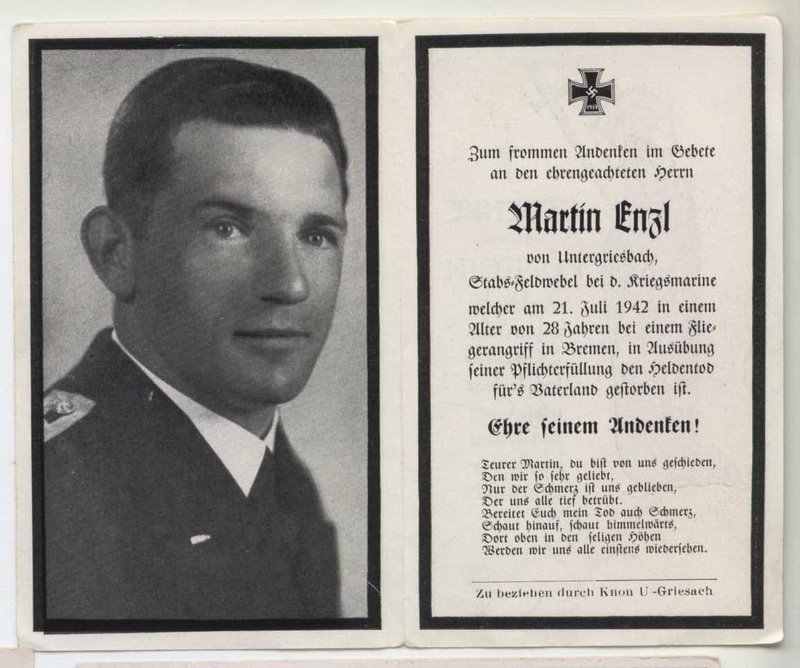 1939
Zum frommen Andenken im Gebete
an den ehrengeachteten Herrn
Martin Enzl
von Untergriesbach,
Stabs-Feldwebel bei d. Kriegsmarine
welcher am 21. Juli 1942 in einem
Alter von 28 Jahren bei einem Flie-
gerangriff in Bremen, in Ausübung
seiner Pflichterfüllung den Heldentod
für's Vaterland gestorben ist.
Ehre seinem Andenken!
Teurer Martin, du bist von uns geschieden,
Den wir so sehr geliebt,
Nur der Schmerz ist uns geblieben,
Der uns alle tief betrübt.
Bereitet Euch mein Tod auch Schmerz,
Schaut hinauf, schaut himmelwärts,
Dort oben in den seligen Höhen
Werden wir uns alle einstens wiedersehen.
Zu beziehen durch Knon U-Griesach